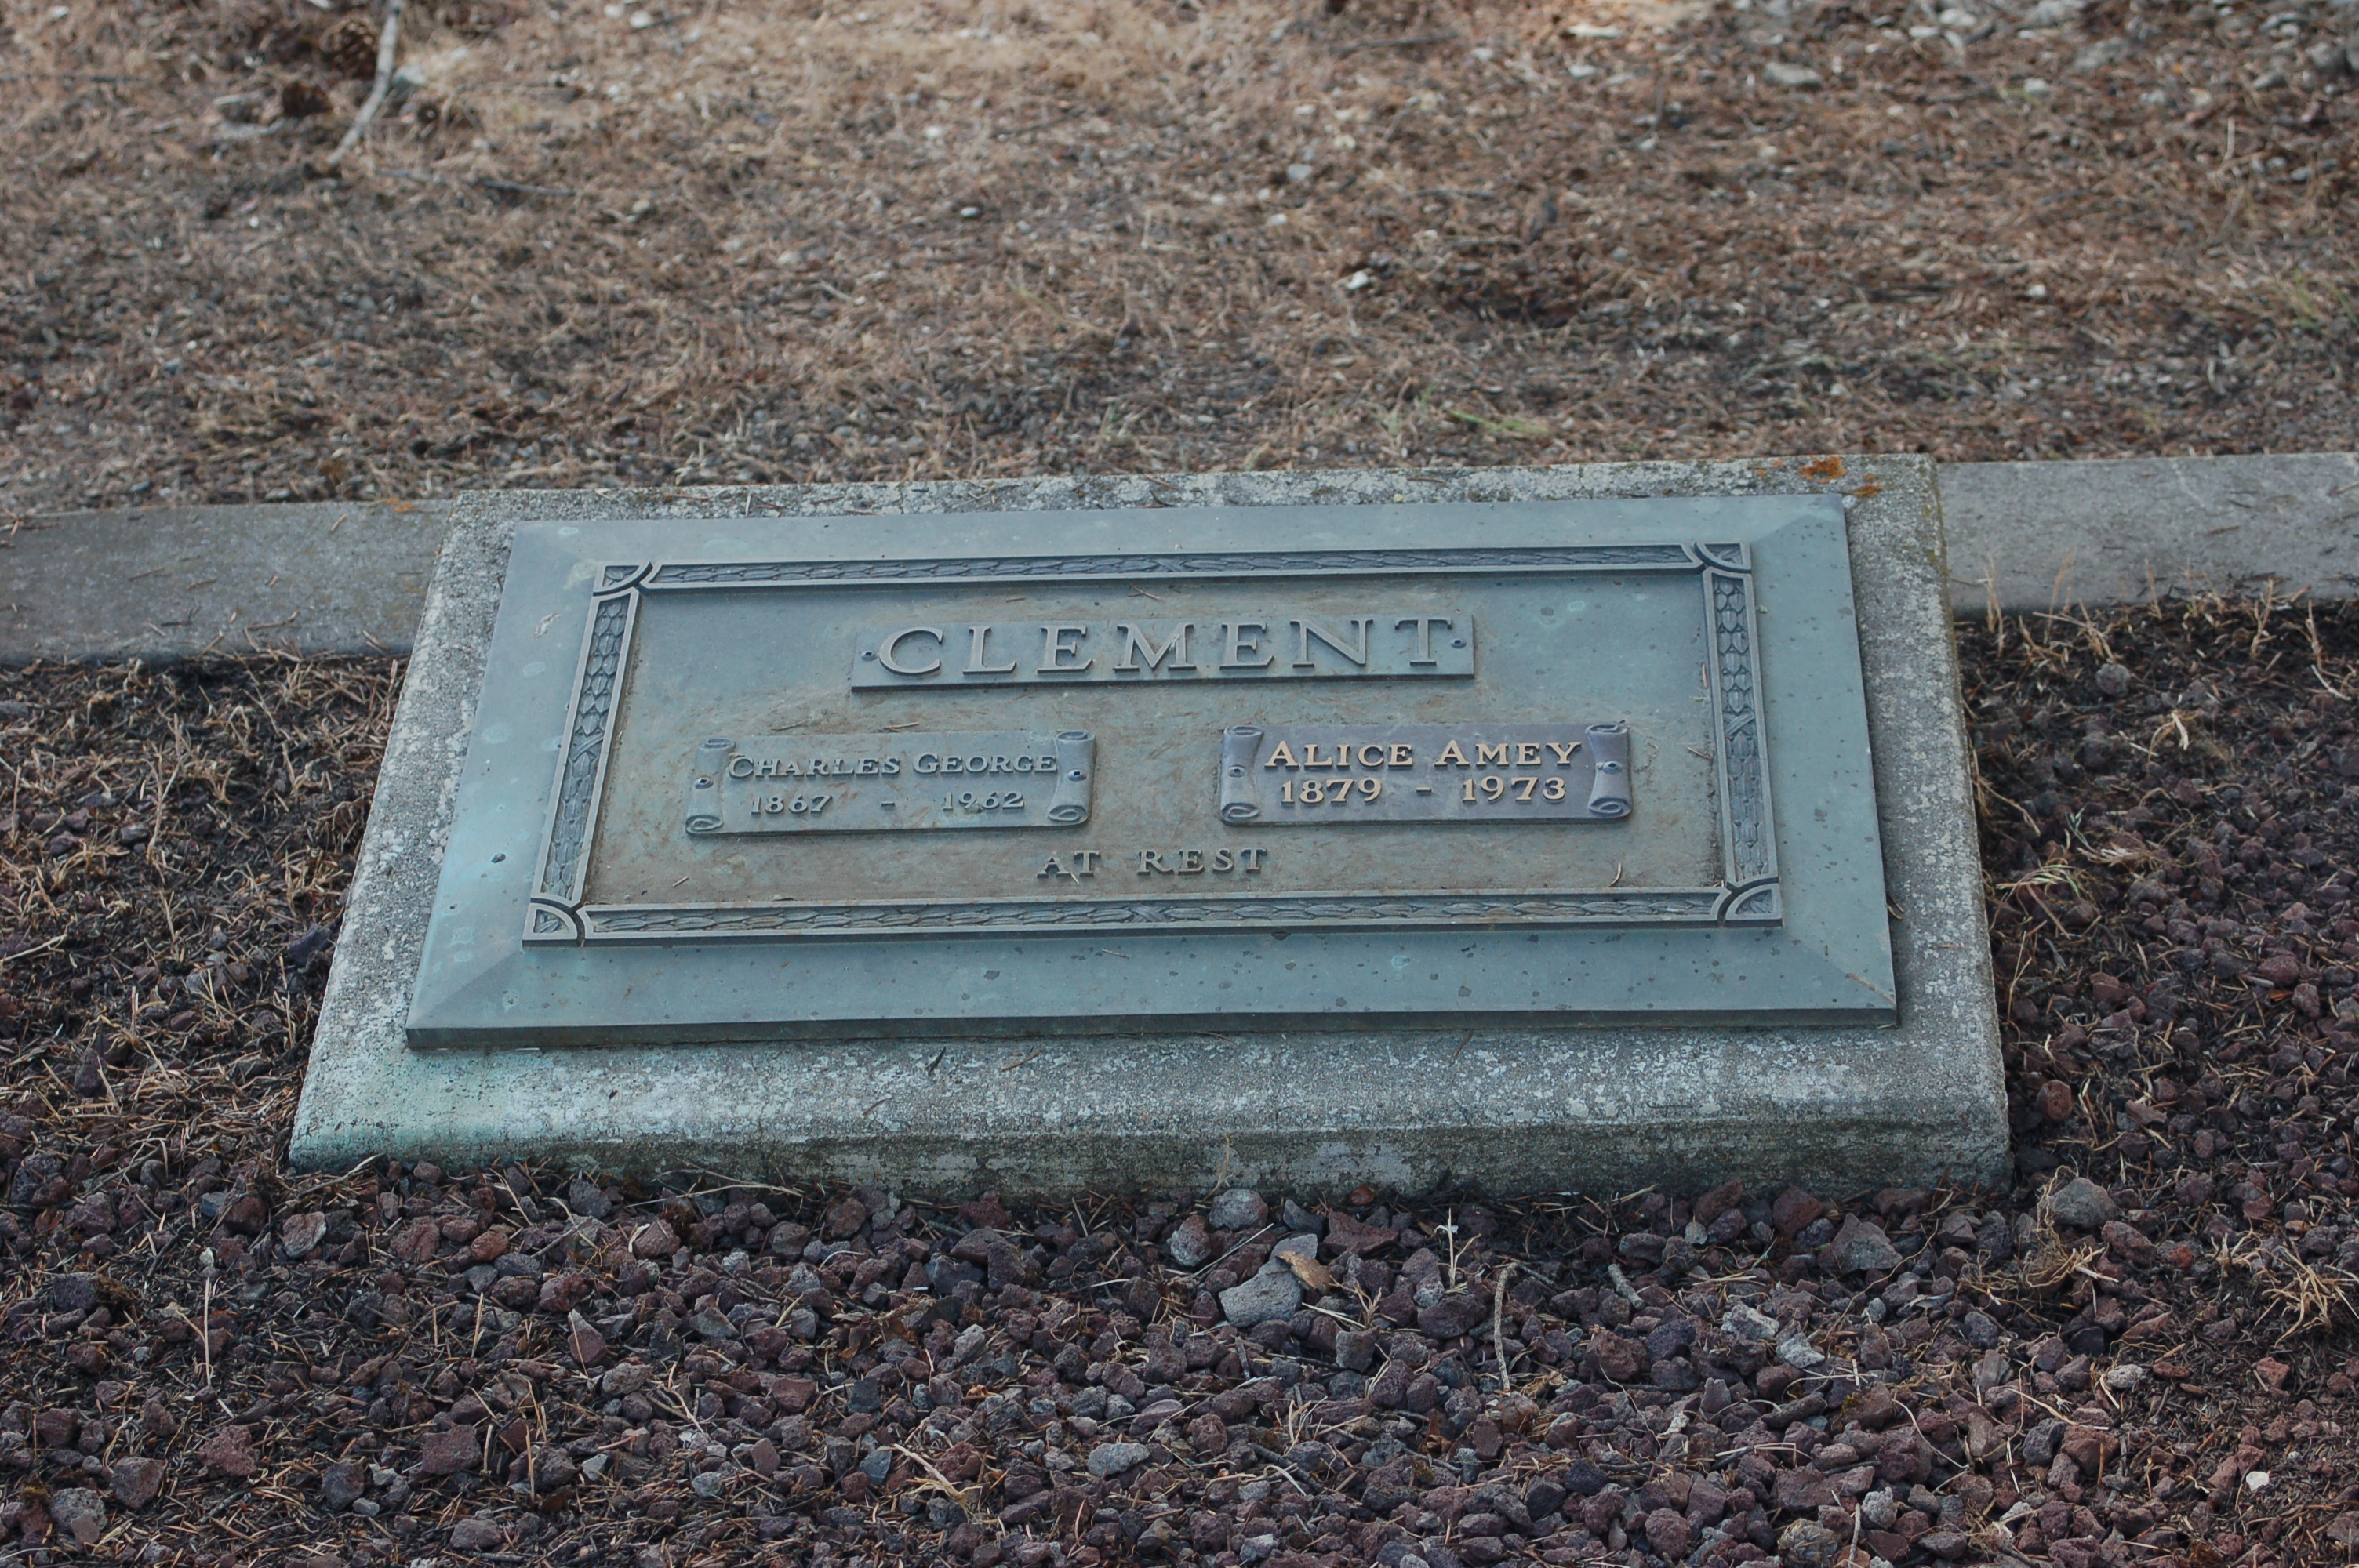 CLEMENT
CHARLES GEORGE
1867 - 1962
ALICE AMEY
1879 - 1973
AT REST